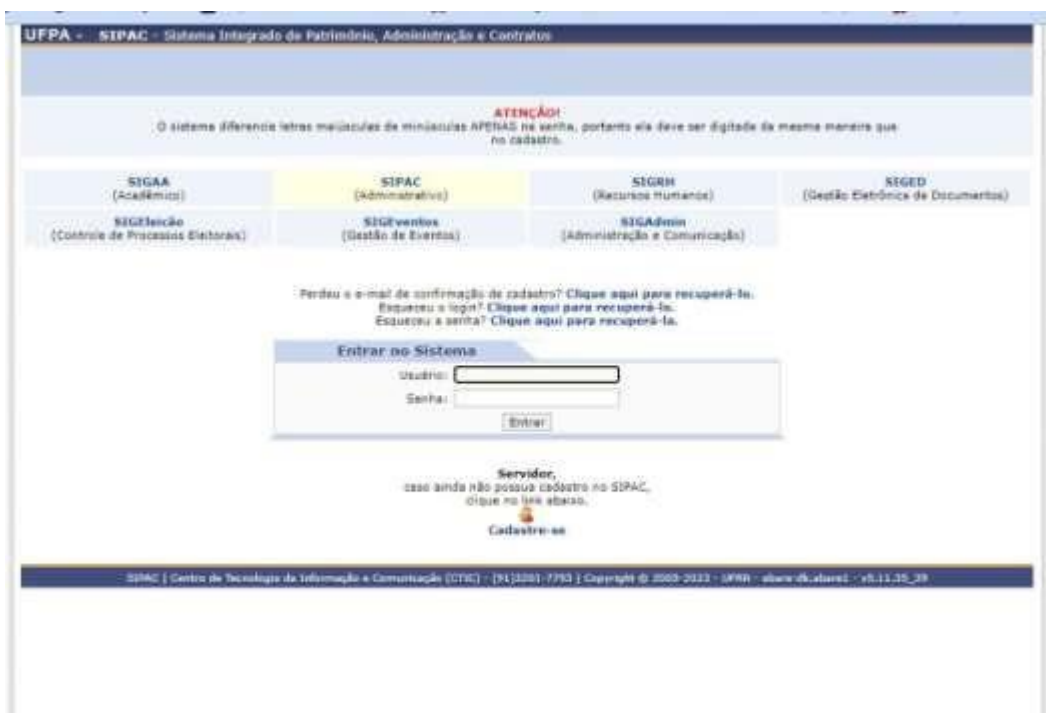 UFPA - SIPAC - Sistema Integrado de Patrimônio, Administração e Contratos
ATENÇÃO!
O sistema diferencia letras maiúsculas de minúsculas APENAS na senha, portanto ela deve ser digitada da mesma maneira que
no cadastro.
SIGAA SIPAC SIGRH SIGED
(Acadêmico) (Administrativo) (Recursos Humanos) (Gestão Eletrônica de Documentos)
SIGEleição SIGEventos SIGAdmin
(Controle de Processos Eleitorais) (Gestão de Eventos) (Administração e Comunicação)
Perdeu o e-mail de confirmação de cadastro? Clique aqui para recuperá-lo.
Esqueceu o login? Clique aqui para recuperá-lo.
Esqueceu a senha? Clique aqui para recuperá-la.
Entrar no Sistema
Usuário:
Senha:
Entrar
Servidor,
caso ainda não possua cadastro no SIPAC,
clique no link abaixo.
Cadastre-se
SIPAC | Centro de Tecnologia da Informação e Comunicação (CTIC) - (91)3201-7793 | Copyright © 2005-2023 - UFPA -